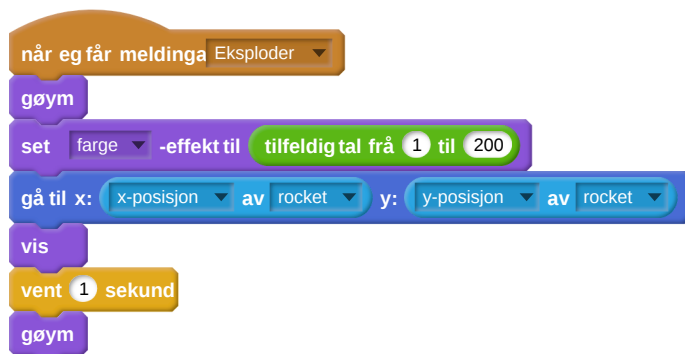 når eg får meldinga Eksploder
gøym
set farge -effekt til tilfeldig tal frå 1 til 200
gå til x: x-posisjon av rocket y: y-posisjon av rocket
vis
vent 1 sekund
gøym